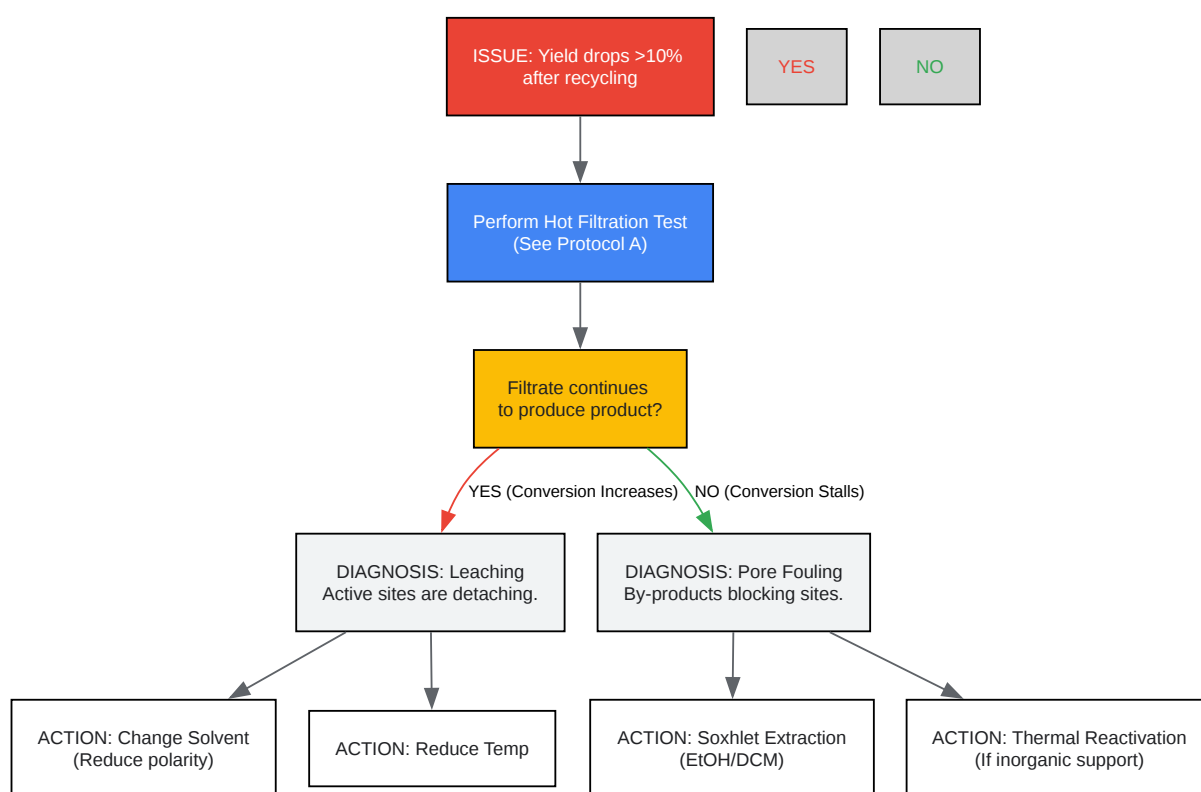 ISSUE: Yield drops >10%
after recycling
YES
NO
Perform Hot Filtration Test
(See Protocol A)
Filtrate continues
to produce product?
YES (Conversion Increases)
NO (Conversion Stalls)
DIAGNOSIS: Leaching
Active sites are detaching.
DIAGNOSIS: Pore Fouling
By-products blocking sites.
ACTION: Change Solvent
(Reduce polarity)
ACTION: Reduce Temp
ACTION: Soxhlet Extraction
(EtOH/DCM)
ACTION: Thermal Reactivation
(If inorganic support)